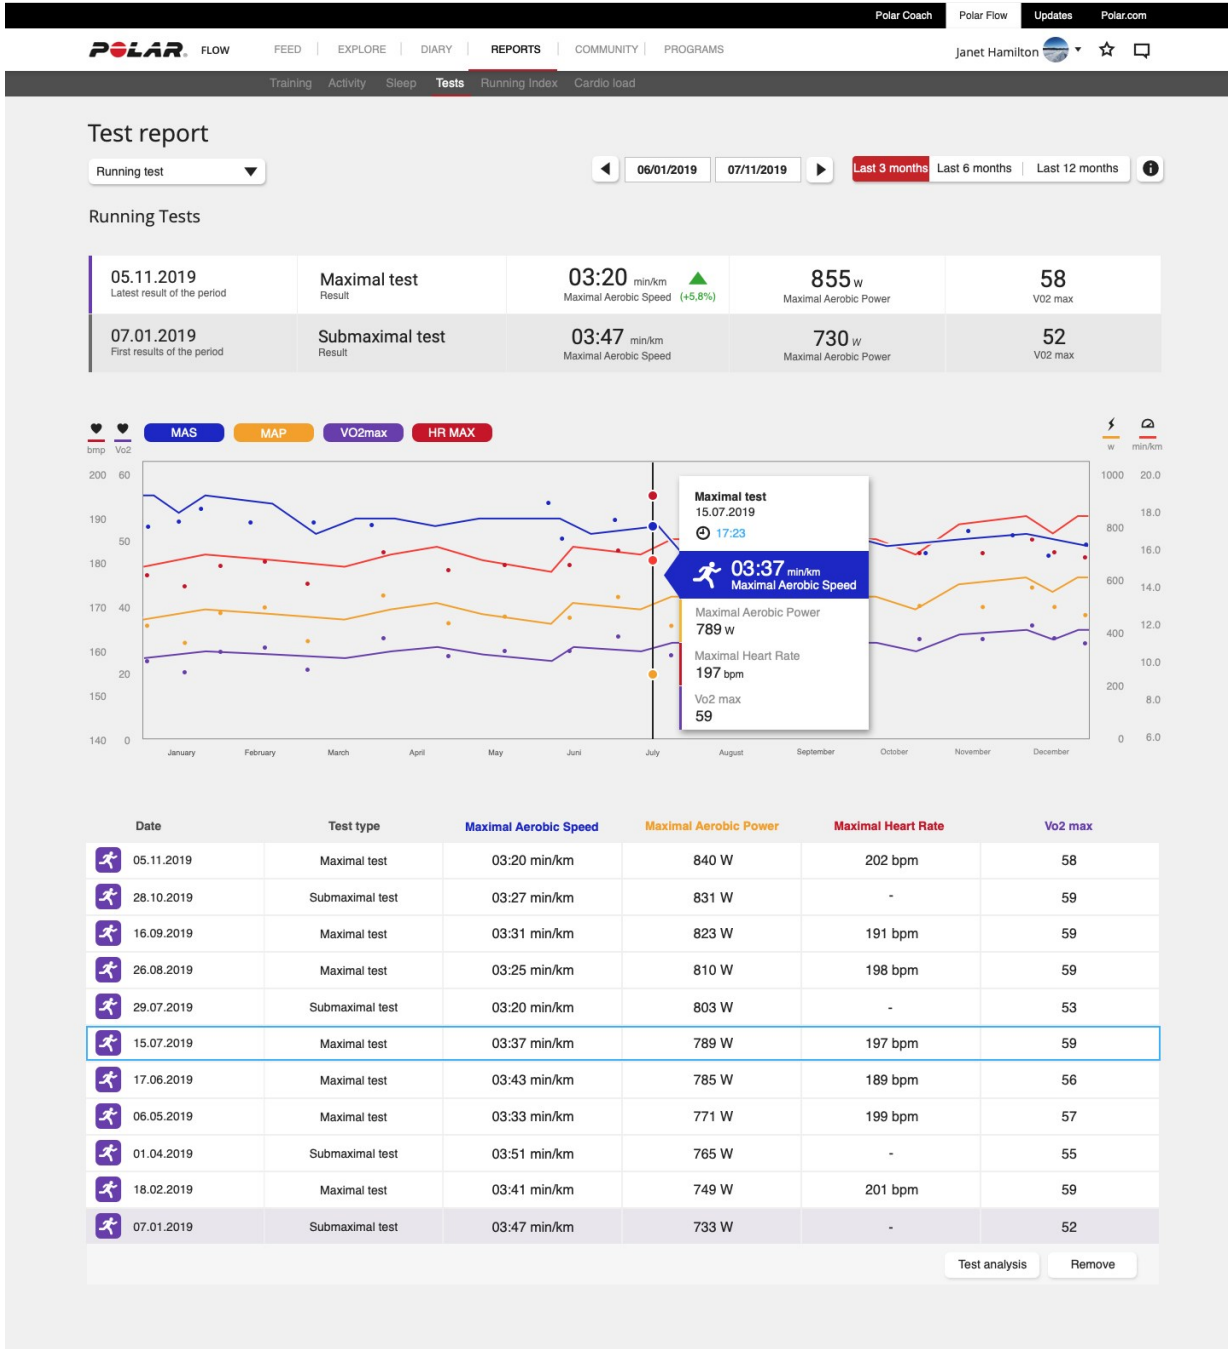 Polar Coach Polar Flow Updates Polar.com
POLAR. FLOW FEED EXPLORE DIARY REPORTS COMMUNITY PROGRAMS Janet Hamilton
Training Activity Sleep Tests Running Index Cardio load
Test report
Running test 06/01/2019 07/11/2019 Last 3 months Last 6 months Last 12 months
Running Tests
05.11.2019 Maximal test 03:20 min/km 855 w 58
Latest result of the period Result Maximal Aerobic Speed (+5,8%) Maximal Aerobic Power V02 max
07.01.2019 Submaximal test 03:47 min/km 730 w 52
First results of the period Result Maximal Aerobic Speed Maximal Aerobic Power V02 max
MAS MAP VO2max HR MAX
bmp Vo2 w min/km
200 60 1000 20.0
190 18.0
800
50
180 16.0
600 14.0
170 40
12.0
400
160 10.0
20
200
150 8.0
140 0 0 6.0
Maximal test
15.07.2019
17:23
03:37 min/km
Maximal Aerobic Speed
Maximal Aerobic Power
789 w
Maximal Heart Rate
197 bpm
Vo2 max
59
January February March April May Juni July August September October November December
Date Test type Maximal Aerobic Speed Maximal Aerobic Power Maximal Heart Rate Vo2 max
05.11.2019 Maximal test 03:20 min/km 840 W 202 bpm 58
28.10.2019 Submaximal test 03:27 min/km 831 W - 59
16.09.2019 Maximal test 03:31 min/km 823 W 191 bpm 59
26.08.2019 Maximal test 03:25 min/km 810 W 198 bpm 59
29.07.2019 Submaximal test 03:20 min/km 803 W - 53
15.07.2019 Maximal test 03:37 min/km 789 W 197 bpm 59
17.06.2019 Maximal test 03:43 min/km 785 W 189 bpm 56
06.05.2019 Maximal test 03:33 min/km 771 W 199 bpm 57
01.04.2019 Submaximal test 03:51 min/km 765 W - 55
18.02.2019 Maximal test 03:41 min/km 749 W 201 bpm 59
07.01.2019 Submaximal test 03:47 min/km 733 W - 52
Test analysis Remove